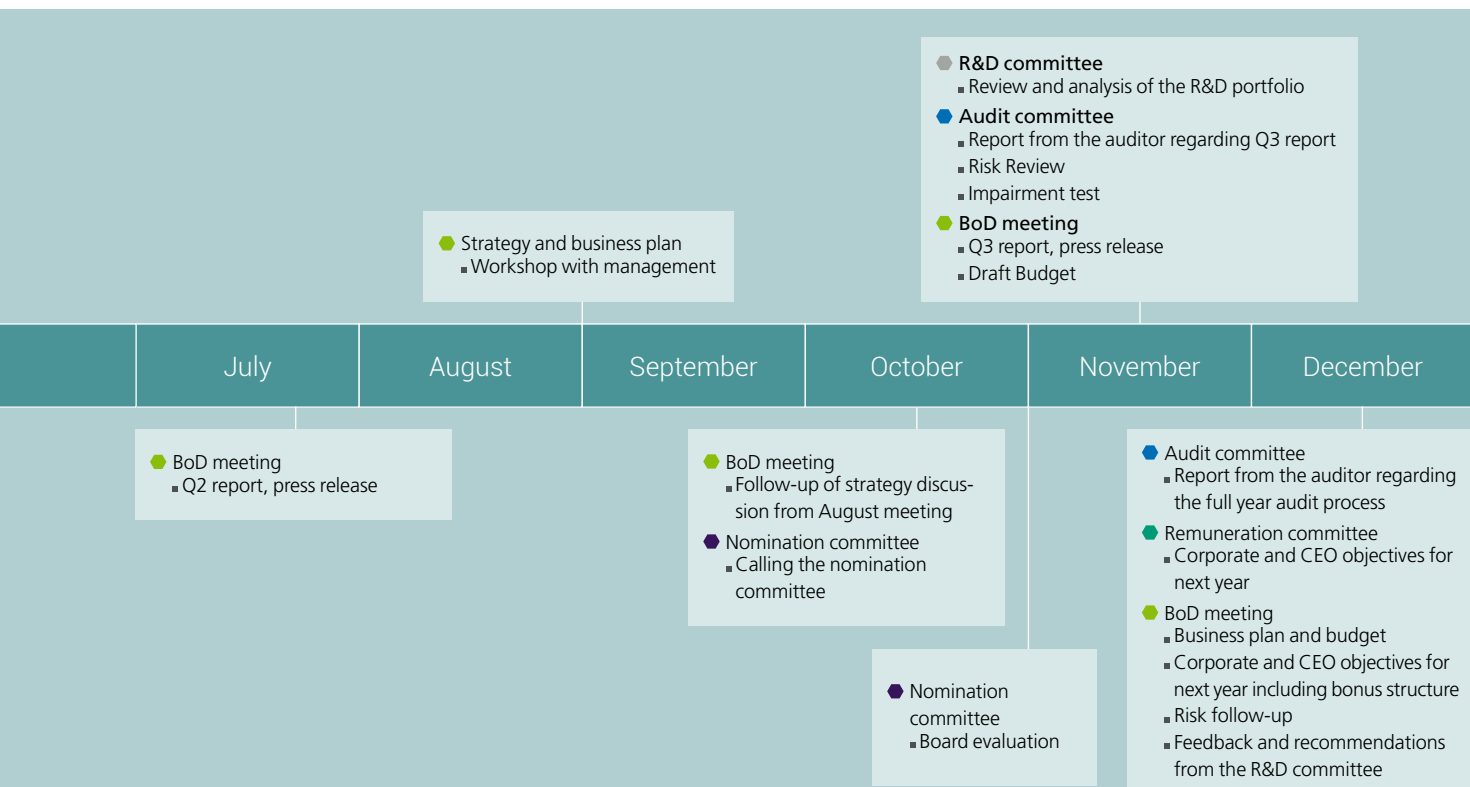 R&D committee
Review and analysis of the R&D portfolio
Audit committee
Report from the auditor regarding Q3 report
Risk Review
Impairment test
BoD meeting
Q3 report, press release
Draft Budget
Strategy and business plan
Workshop with management
July
August
September
October
November
December
BoD meeting
Q2 report, press release
BoD meeting
Follow-up of strategy discus-
sion from August meeting
Nomination committee
Calling the nomination
committee
Nomination
committee
Board evaluation
Audit committee
Report from the auditor regarding
the full year audit process
Remuneration committee
Corporate and CEO objectives for
next year
BoD meeting
Business plan and budget
Corporate and CEO objectives for
next year including bonus structure
Risk follow-up
Feedback and recommendations
from the R&D committee